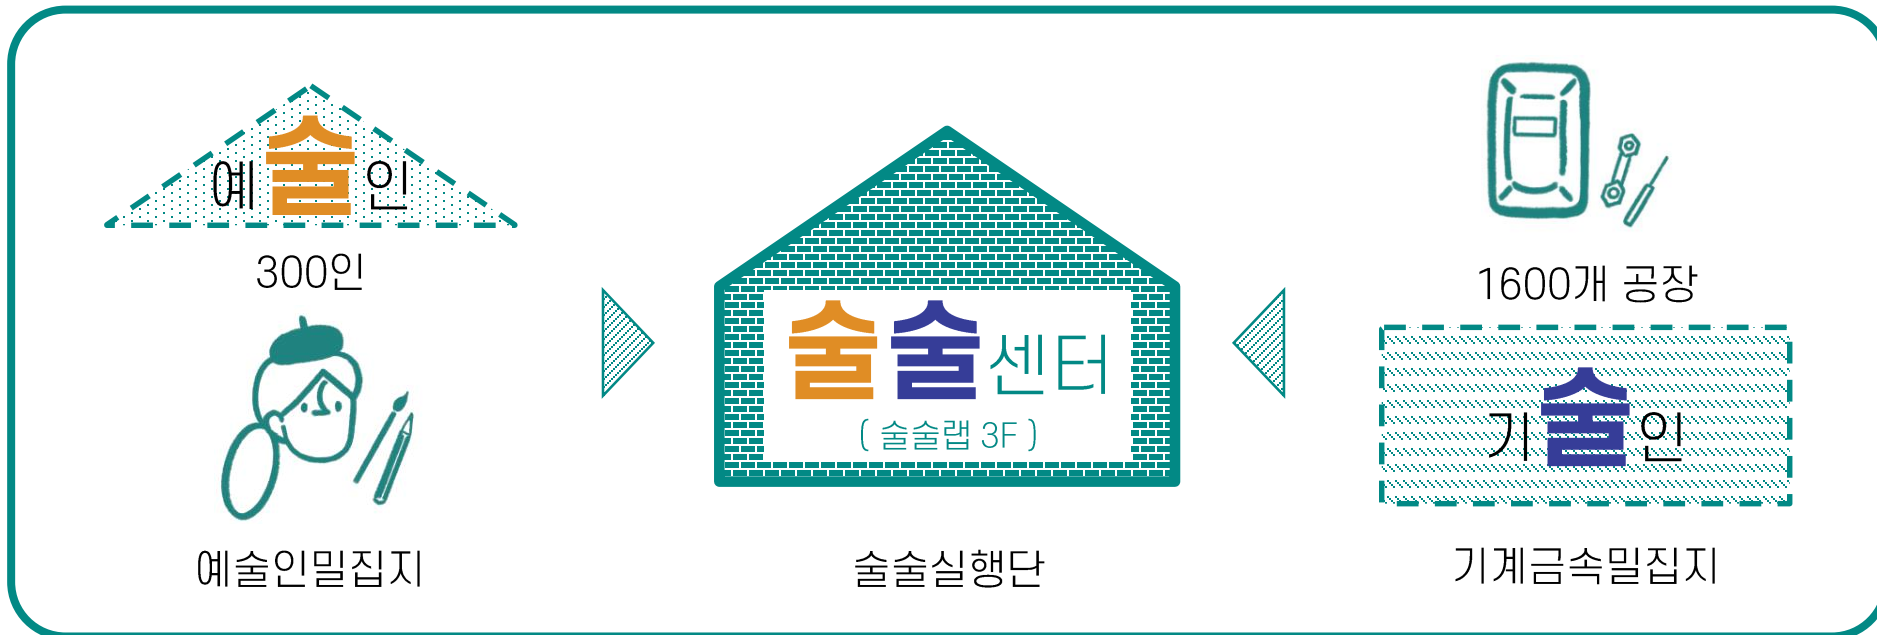 예술인
300인
예술인밀집지
술술센터
( 술술랩 3F )
술술실행단
1600개 공장
기술인
기계금속밀집지